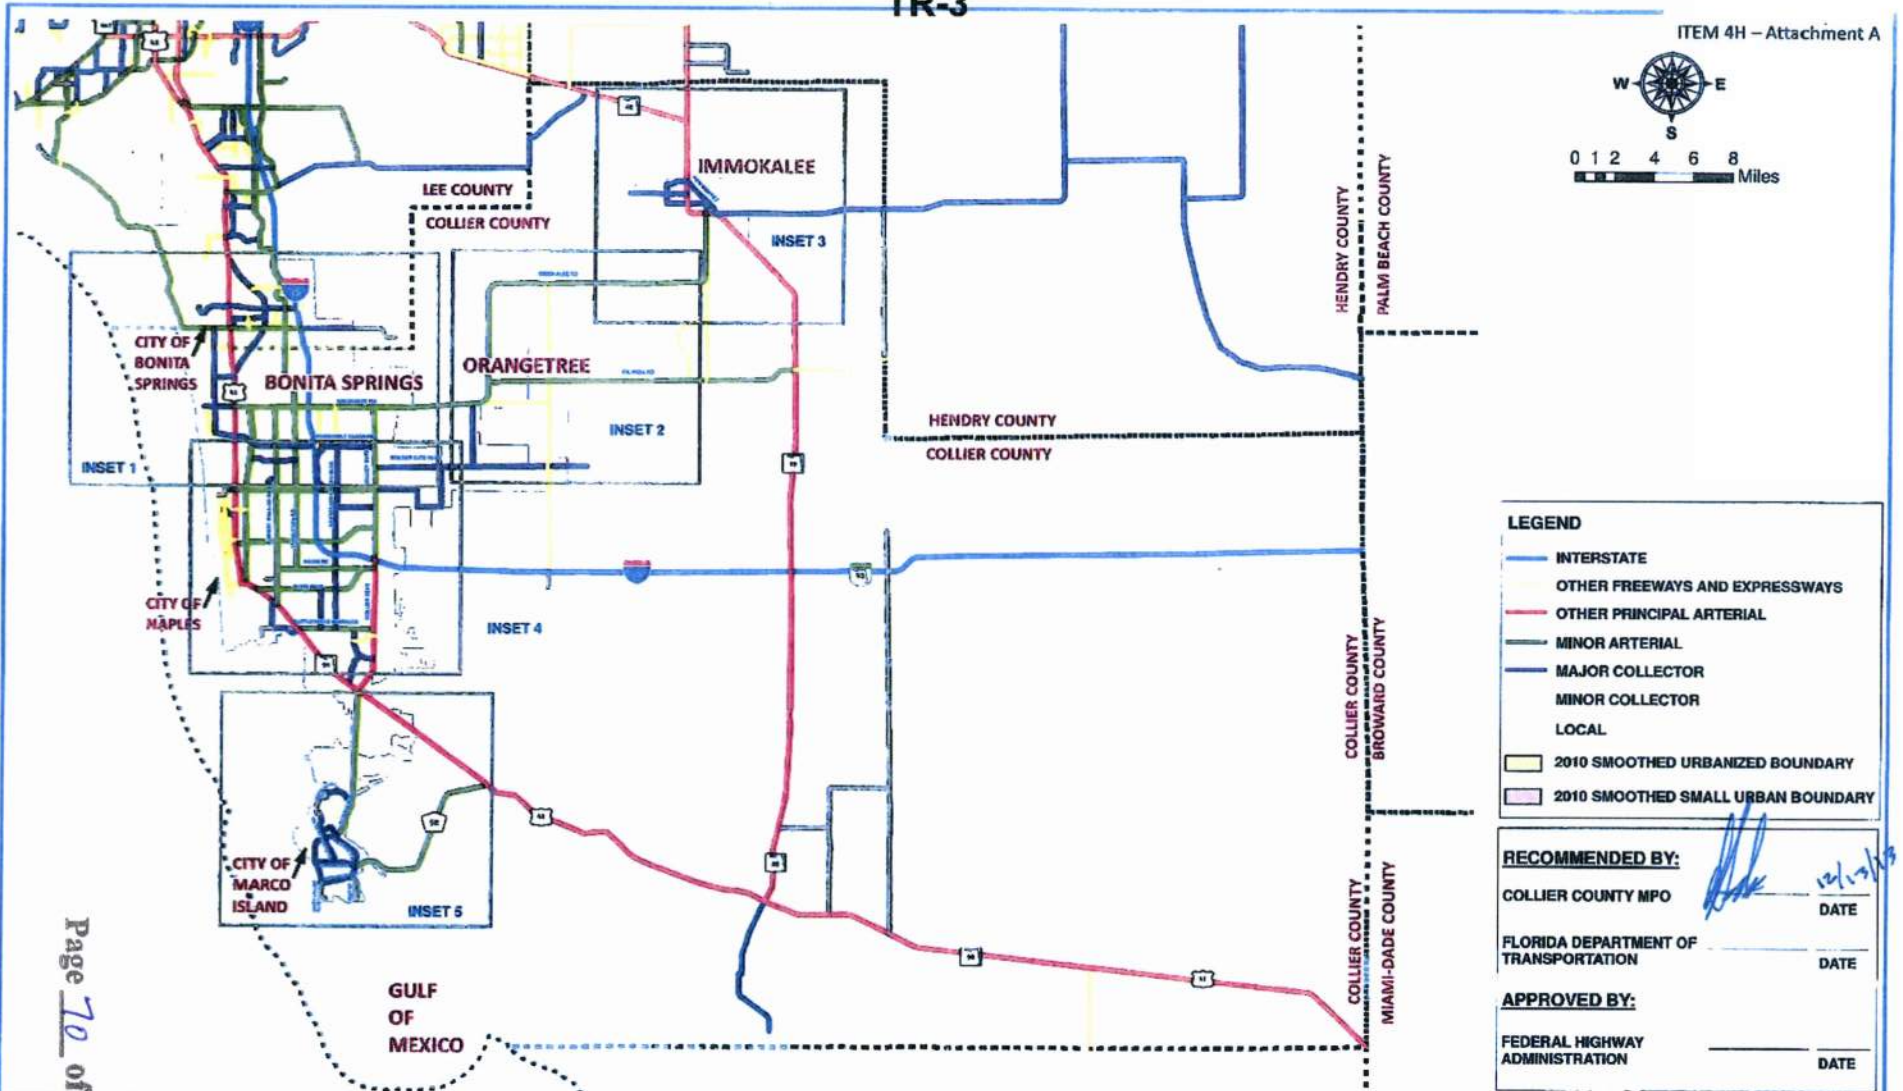 TR-3
ITEM 4H – Attachment A
W E
S
0 1 2 4 6 8
Miles
IMMOKALEE
LEE COUNTY
COLLIER COUNTY
INSET 3
HENDRY COUNTY
PALM BEACH COUNTY
CITY OF
BONITA
SPRINGS
BONITA SPRINGS
ORANGETREE
INSET 2
INSET 1
HENDRY COUNTY
COLLIER COUNTY
CITY OF
NAPLES
INSET 4
COLLIER COUNTY
BROWARD COUNTY
CITY OF
MARCO
ISLAND
INSET 5
COLLIER COUNTY
MIAMI-DADE COUNTY
GULF
OF
MEXICO
LEGEND
INTERSTATE
OTHER FREEWAYS AND EXPRESSWAYS
OTHER PRINCIPAL ARTERIAL
MINOR ARTERIAL
MAJOR COLLECTOR
MINOR COLLECTOR
LOCAL
2010 SMOOTHED URBANIZED BOUNDARY
2010 SMOOTHED SMALL URBAN BOUNDARY
RECOMMENDED BY:
COLLIER COUNTY MPO
12/13/13
DATE
FLORIDA DEPARTMENT OF
TRANSPORTATION
DATE
APPROVED BY:
FEDERAL HIGHWAY
ADMINISTRATION
DATE
Page 70 of